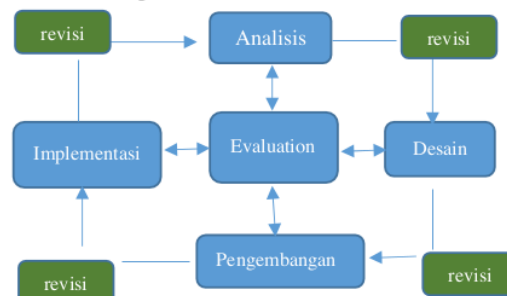 revisi
Analisis
revisi
Implementasi
Evaluation
Desain
Pengembangan
revisi
revisi